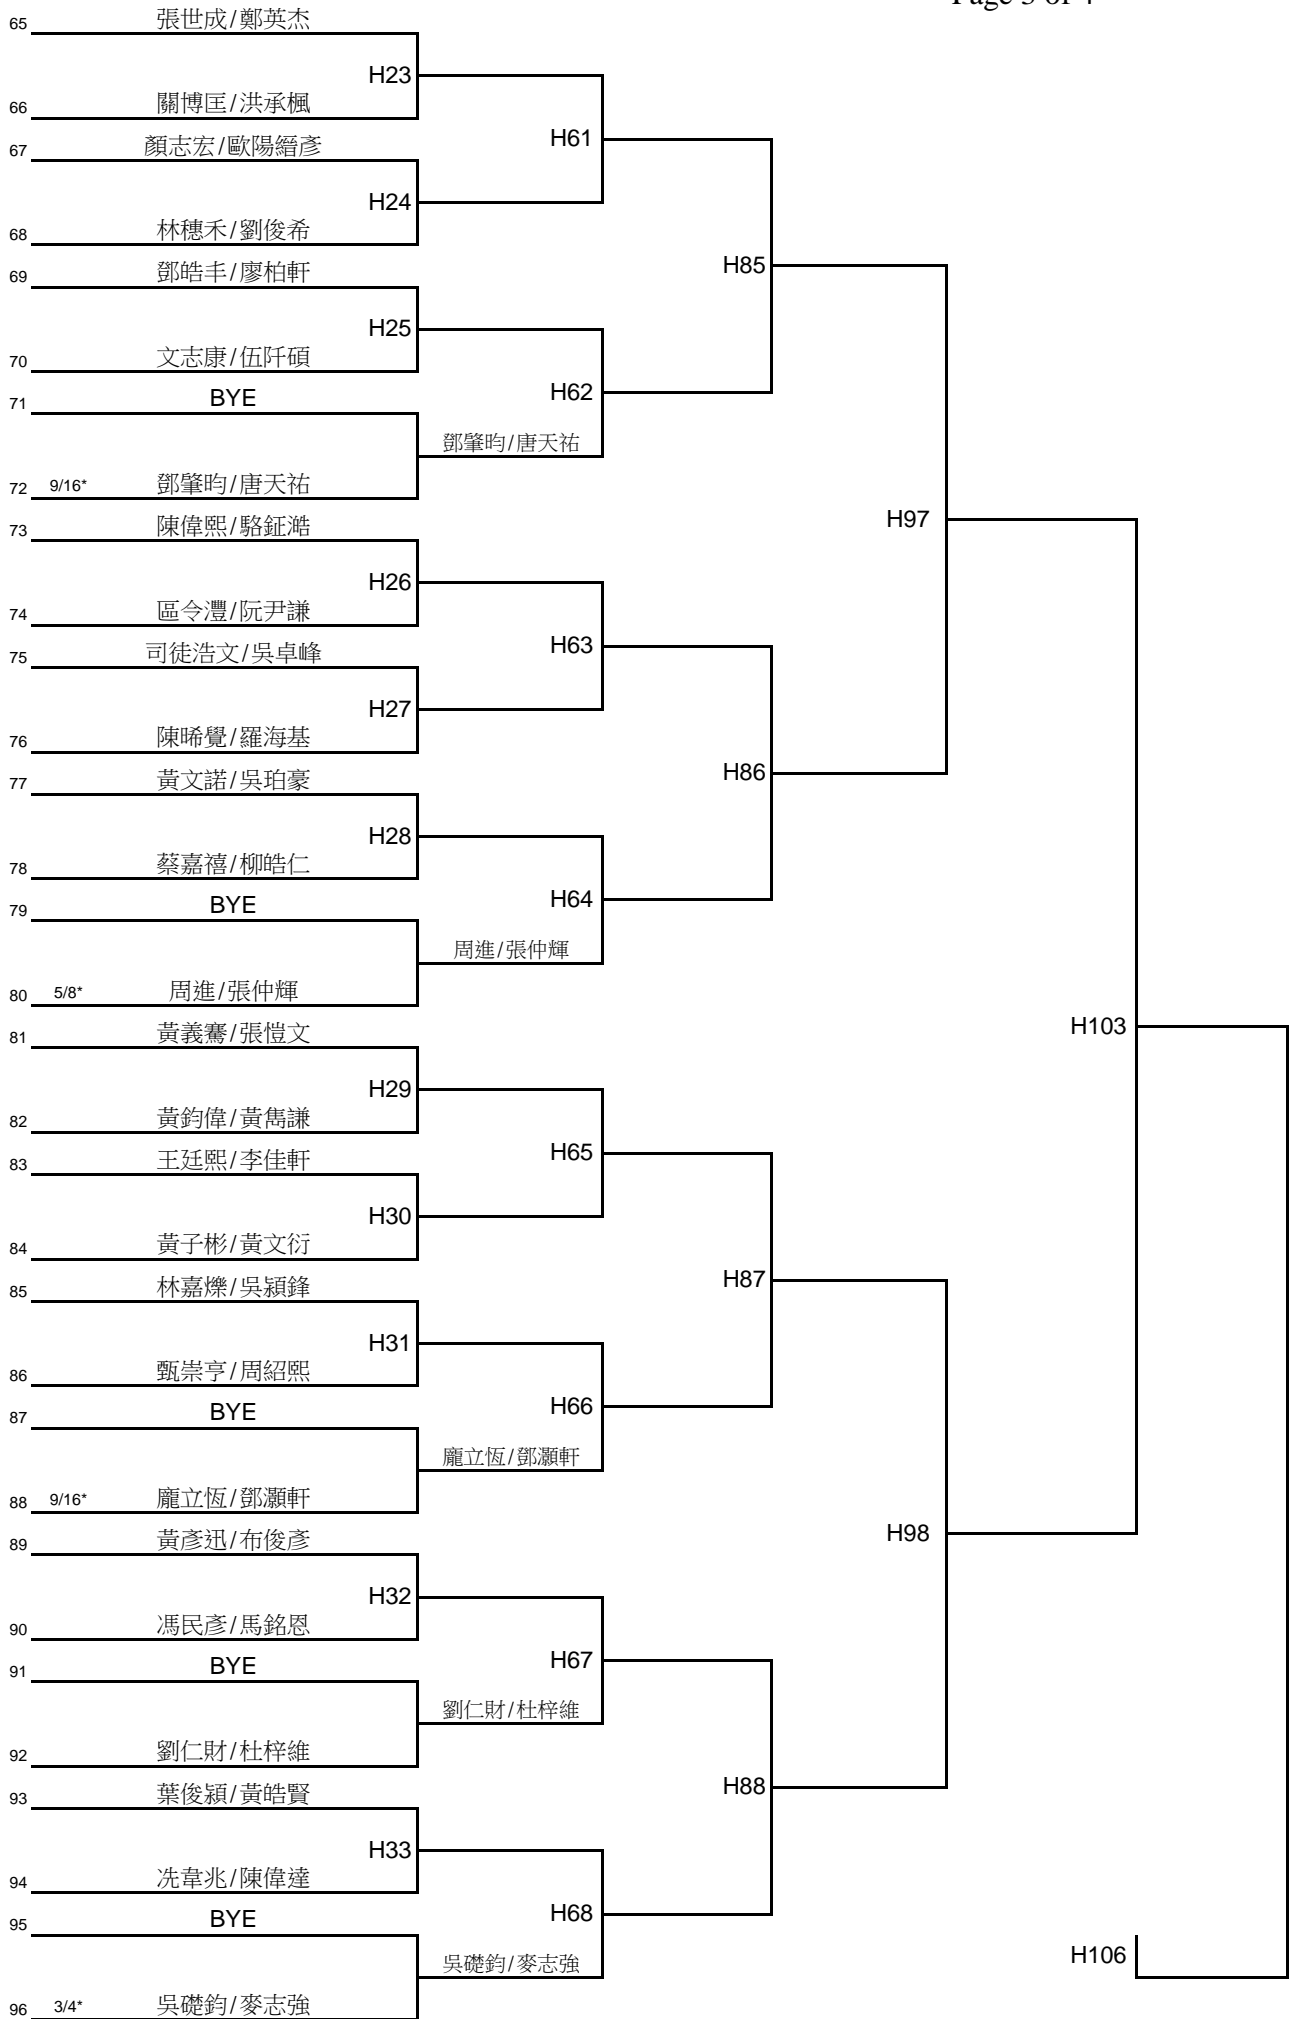 Page 3 of 4
65 張世成/鄭英杰
H23
66 關博匡/洪承楓
H61
67 顏志宏/歐陽縉彥
H24
68 林穗禾/劉俊希
H85
69 鄧皓丰/廖柏軒
H25
70 文志康/伍阡碩
H62
71 BYE
鄧肇昀/唐天祐
72 9/16* 鄧肇昀/唐天祐
H97
73 陳偉熙/駱鉦澔
H26
74 區令灃/阮尹謙
H63
75 司徒浩文/吳卓峰
H27
76 陳晞覺/羅海基
H86
77 黃文諾/吳珀豪
H28
78 蔡嘉禧/柳皓仁
H64
79 BYE
周進/張仲輝
80 5/8* 周進/張仲輝
H103
81 黃義騫/張愷文
H29
82 黃鈞偉/黃雋謙
H65
83 王廷熙/李佳軒
H30
84 黃子彬/黃文衍
H87
85 林嘉爍/吳穎鋒
H31
86 甄崇亨/周紹熙
H66
87 BYE
龐立恆/鄧灝軒
88 9/16* 龐立恆/鄧灝軒
H98
89 黃彥迅/布俊彥
H32
90 馮民彥/馬銘恩
H67
91 BYE
劉仁財/杜梓維
92 劉仁財/杜梓維
H88
93 葉俊穎/黃皓賢
H33
94 冼韋兆/陳偉達
H68
95 BYE
吳礎鈞/麥志強
H106
96 3/4* 吳礎鈞/麥志強